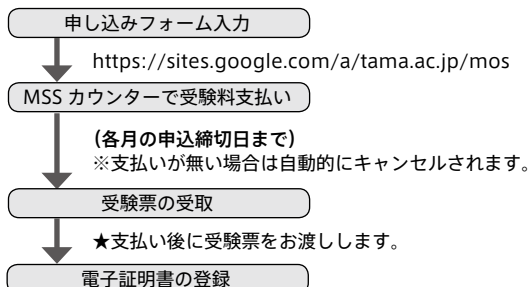 申し込みフォーム入力
https://sites.google.com/a/tama.ac.jp/mos
MSS カウンターで受験料支払い
（各月の申込締切日まで）
※支払いが無い場合は自動的にキャンセルされます。
受験票の受取
★支払い後に受験票をお渡しします。
電子証明書の登録